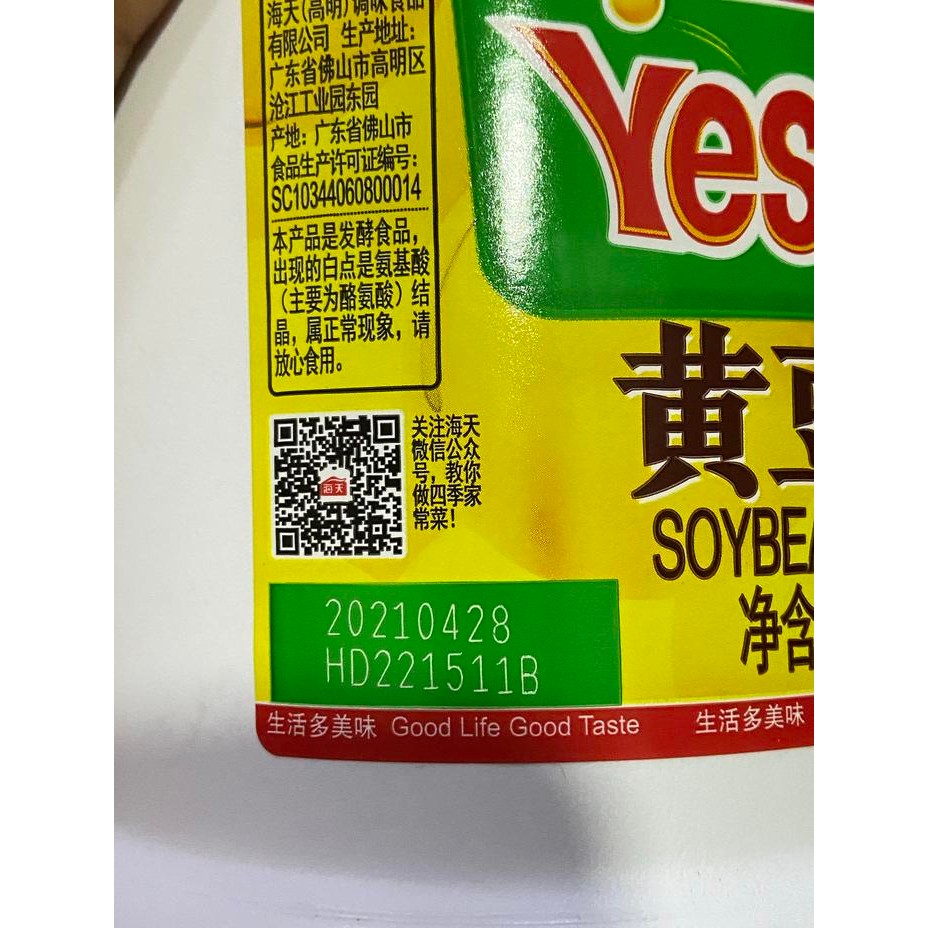 海天(高明)调味食品
有限公司 生产地址:
广东省佛山市高明区
沧江工业园东园
产地: 广东省佛山市
食品生产许可证编号:
SC10344060800014
本产品是发酵食品,
出现的白点是氨基酸
(主要为酪氨酸)结
晶,属正常现象,请
放心食用。
海天
关注海天
微信公众
号,教你
做四季家
常菜!
20210428
HD221511B
生活多美味 Good Life Good Taste
生活多美味
Yes
黄豆
SOYBEA
净含